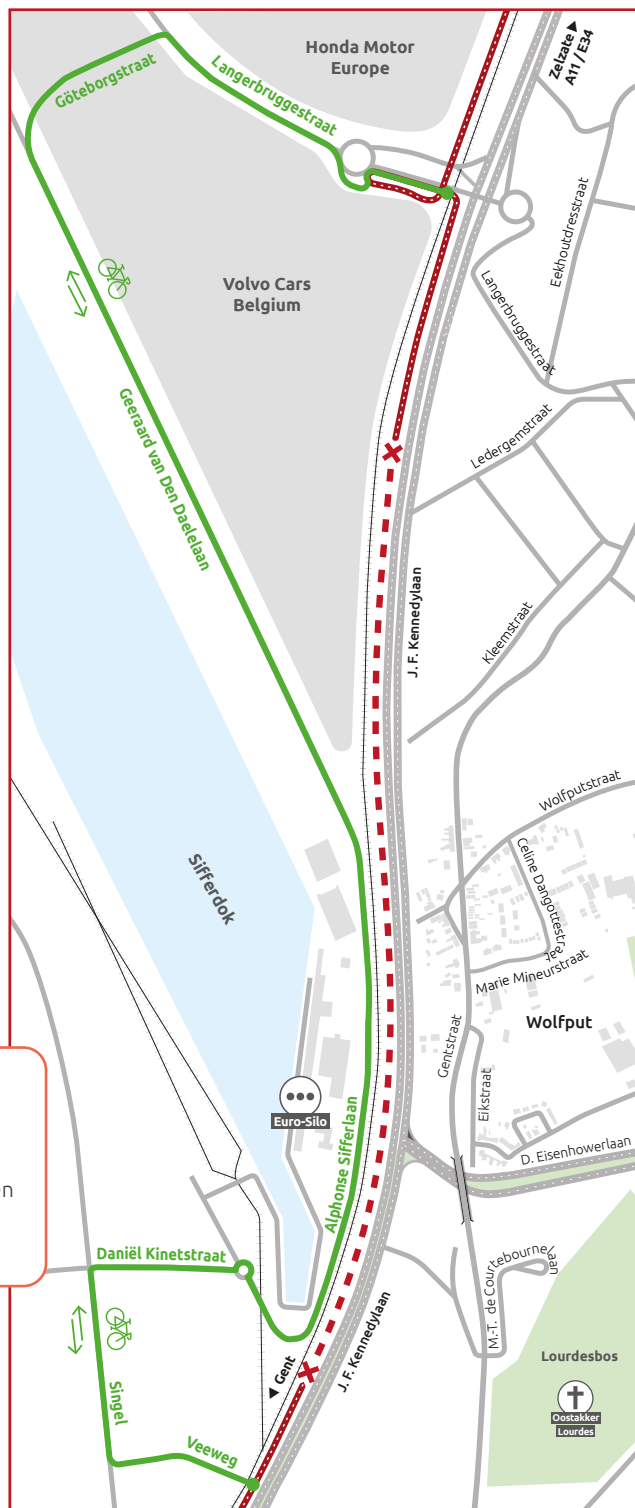 Honda Motor
Europe
Zelzate
A11 / E34
Göteborgstraat
Langerbruggestraat
Eekhoutdresstraat
Volvo Cars
Belgium
Langerbruggestraat
Geeraard van Den Daelelaan
Ledergemstraat
J. F. Kennedylaan
Kleemstraat
Wolfputstraat
Sifferdok
Celine Dangottestr.
Marie Mineurstraat
Wolfput
Gentstraat
Eikstraat
Euro-Silo
Alphonse Sifferlaan
D. Eisenhowerlaan
en
Daniël Kinetstraat
M.-T. de Courtebournelaan
J. F. Kennedylaan
Gent
Lourdesbos
Oostakker
Lourdes
Singel
Veeweg